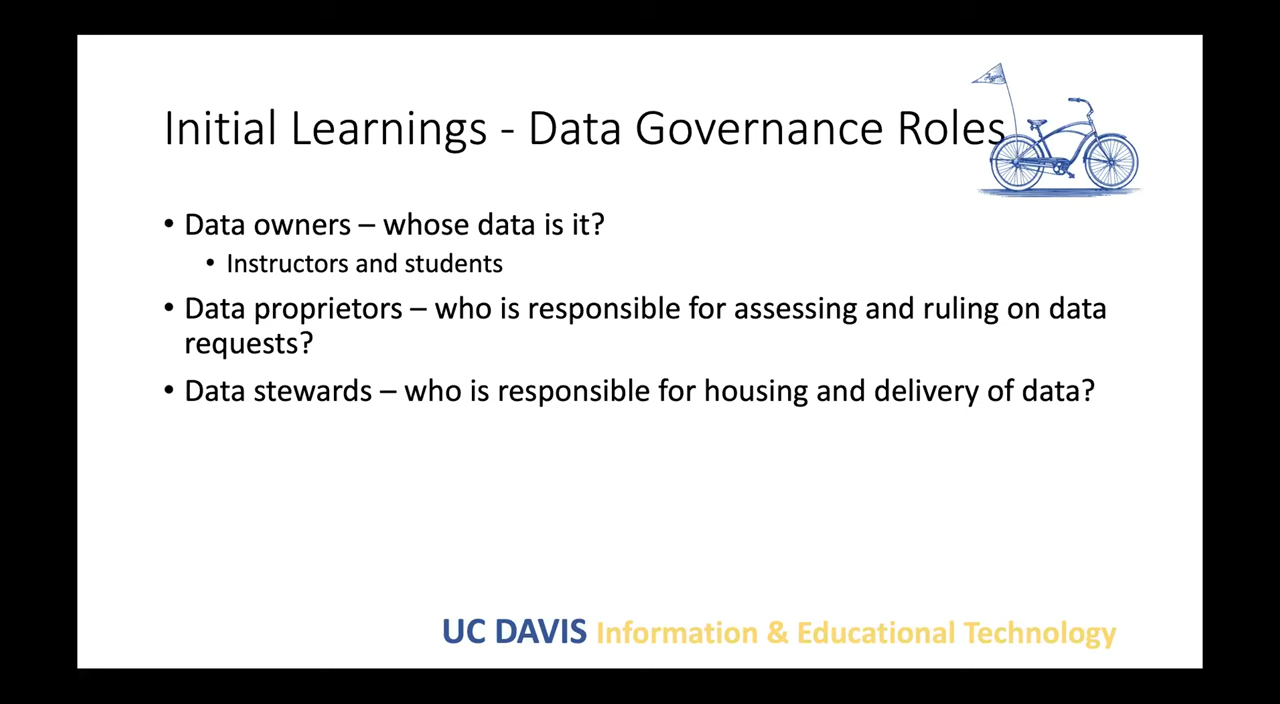 Initial Learnings - Data Governance Roles
• Data owners – whose data is it?
• Instructors and students
• Data proprietors – who is responsible for assessing and ruling on data
requests?
• Data stewards – who is responsible for housing and delivery of data?
UC DAVIS Information & Educational Technology